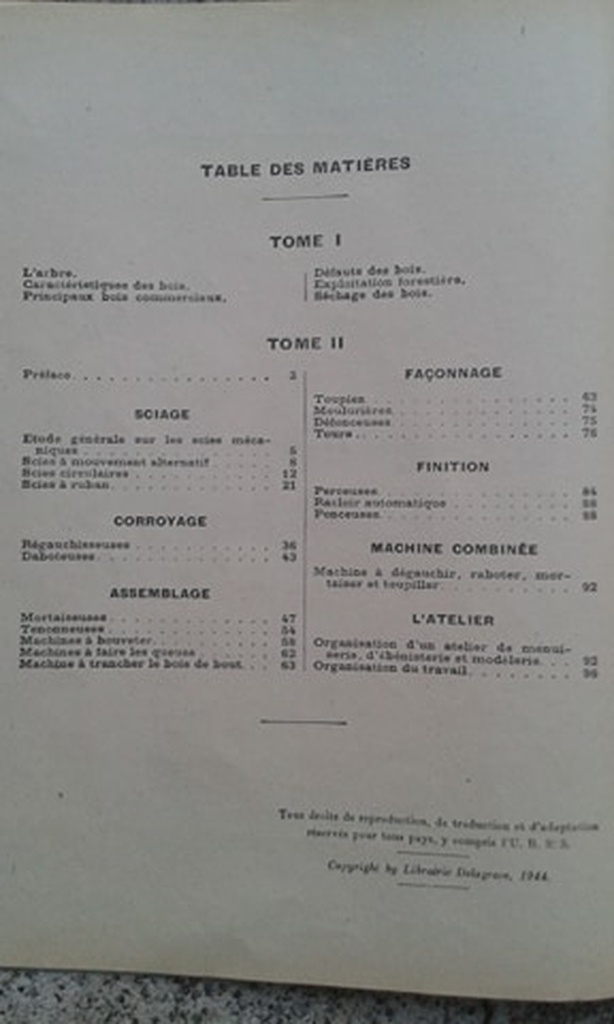 TABLE DES MATIÈRES
TOME I
L'arbre.
Caractéristiques des bois.
Principaux bois commerciaux.
Défauts des bois.
Exploitation forestière.
Séchage des bois.
TOME II
Préface. . . . . . . . . . . . . . . 3
SCIAGE
Etude générale sur les scies méca-
niques . . . . . . . . . . . . . 5
Scies à mouvement alternatif . . . . . 6
Scies circulaires . . . . . . . . . . 12
Scies à ruban. . . . . . . . . . . 21
CORROYAGE
Régauchisseuses . . . . . . . . . . 36
Raboteuses. . . . . . . . . . . . 43
ASSEMBLAGE
Mortaiseuses. . . . . . . . . . . 47
Tenonneuses . . . . . . . . . . . 54
Machines à bouveter. . . . . . . . 58
Machines à faire les queues . . . . . 62
Machine à trancher le bois de bout. . . 63
FAÇONNAGE
Toupies . . . . . . . . . . . . . 63
Moulurières . . . . . . . . . . . 74
Défonceuses . . . . . . . . . . . 75
Tours . . . . . . . . . . . . . . 76
FINITION
Perceuses. . . . . . . . . . . . . 84
Racloir automatique . . . . . . . . 88
Ponceuses. . . . . . . . . . . . . 88
MACHINE COMBINÉE
Machine à dégauchir, raboter, mor-
taiser et toupiller. . . . . . . . . 92
L'ATELIER
Organisation d'un atelier de menui-
serie, d'ébénisterie et modèlerie. . . 92
Organisation du travail. . . . . . . . 99
Tous droits de reproduction, de traduction et d'adaptation
réservés pour tous pays, y compris l'U. R. S. S.
Copyright by Librairie Delagrave, 1944.